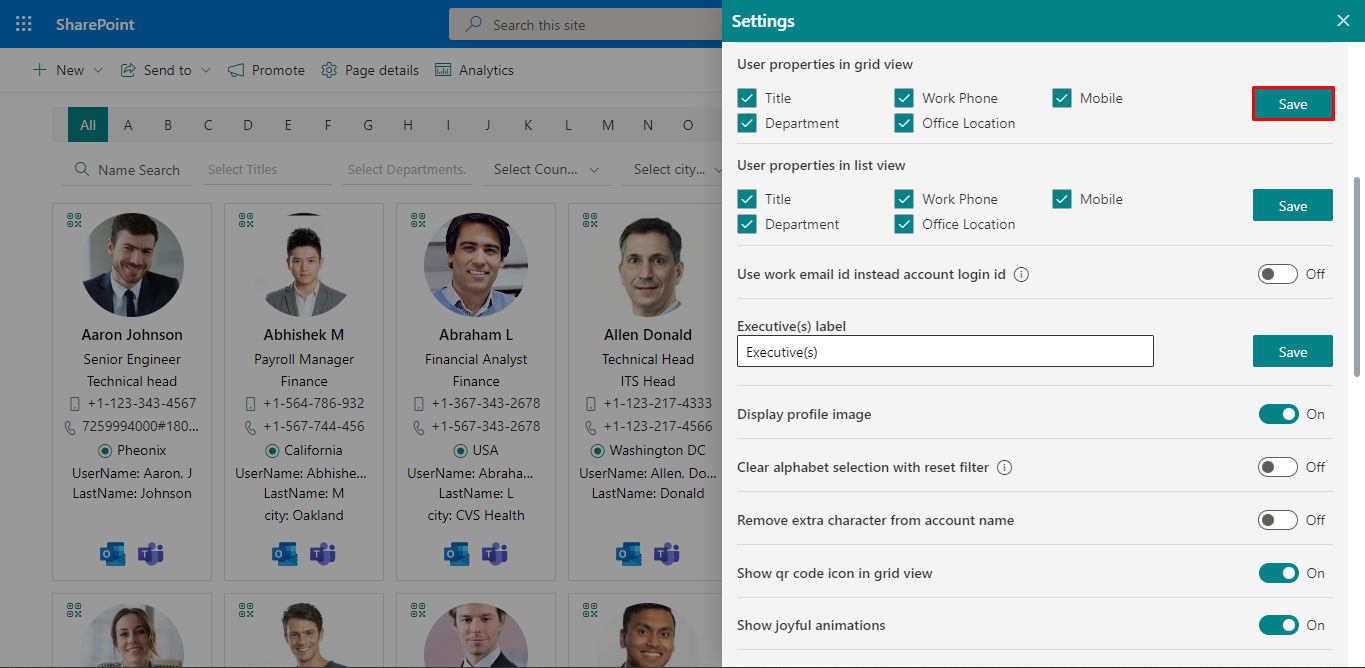 SharePoint
Search this site
New
Send to
Promote
Page details
Analytics
All A B C D E F G H I J K L M N O
Name Search
Select Titles
Select Departments.
Select Coun...
Select city...
Aaron Johnson
Senior Engineer
Technical head
+1-123-343-4567
7259994000#180...
Pheonix
UserName: Aaron, J
LastName: Johnson
Abhishek M
Payroll Manager
Finance
+1-564-786-932
+1-567-744-456
California
UserName: Abhishe...
LastName: M
city: Oakland
Abraham L
Financial Analyst
Finance
+1-367-343-2678
+1-567-343-2678
USA
UserName: Abraha...
LastName: L
city: CVS Health
Allen Donald
Technical Head
ITS Head
+1-123-217-4333
+1-123-217-4566
Washington DC
UserName: Allen, Do...
LastName: Donald
Settings
User properties in grid view
Title
Work Phone
Mobile
Department
Office Location
Save
User properties in list view
Title
Work Phone
Mobile
Department
Office Location
Save
Use work email id instead account login id
Off
Executive(s) label
Executive(s)
Save
Display profile image
On
Clear alphabet selection with reset filter
Off
Remove extra character from account name
Off
Show qr code icon in grid view
On
Show joyful animations
On